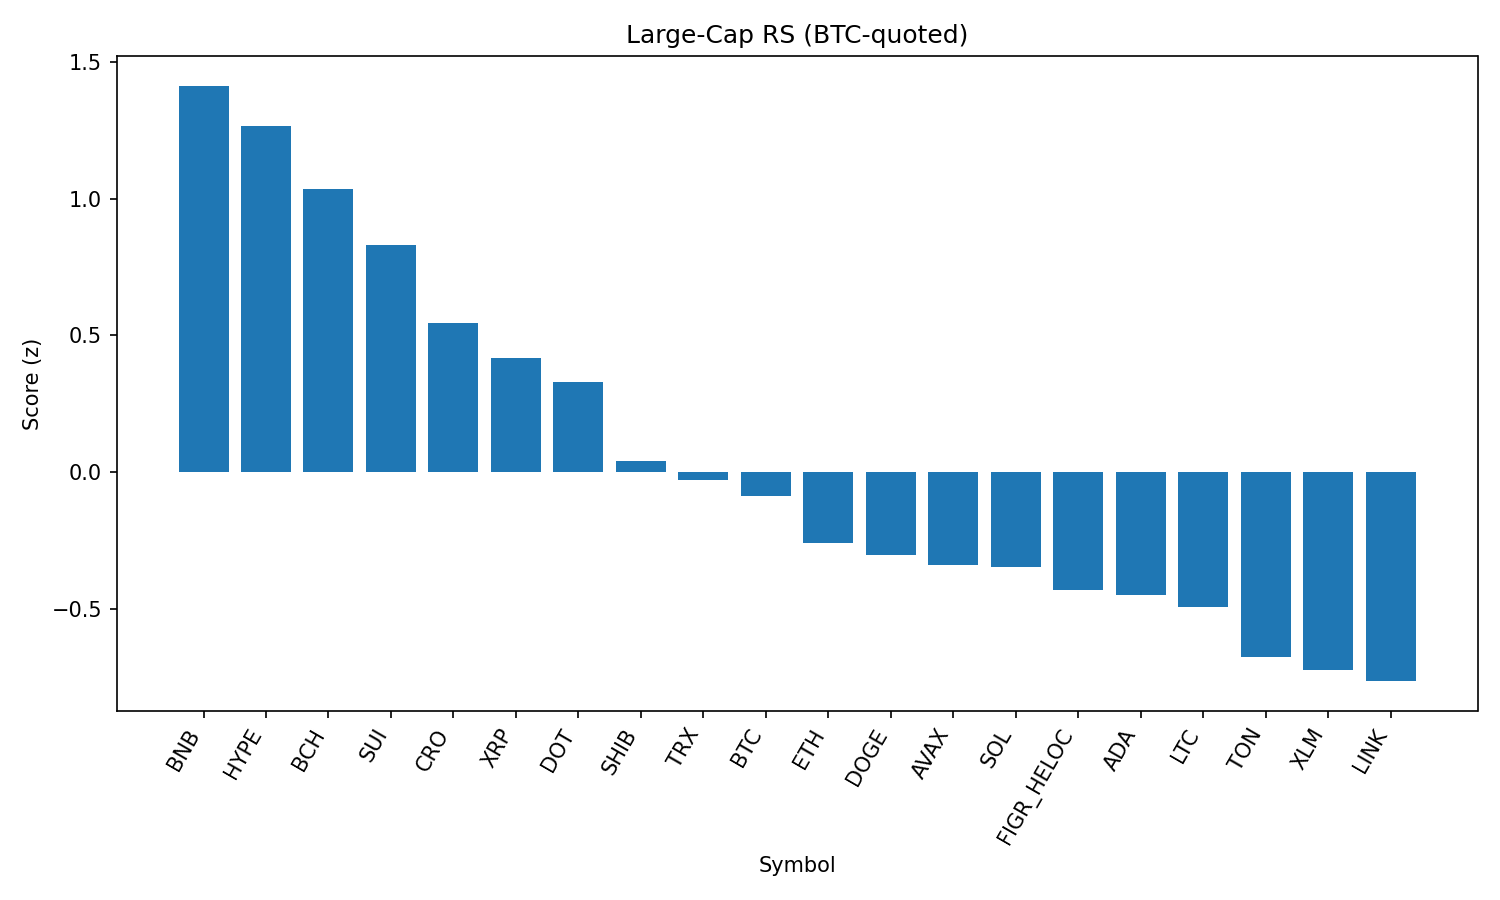 Large-Cap RS (BTC-quoted)
Score (z)
1.5
1.0
0.5
0.0
−0.5
BNB
HYPE
BCH
SUI
CRO
XRP
DOT
SHIB
TRX
BTC
ETH
DOGE
AVAX
SOL
FIGR_HELOC
ADA
LTC
TON
XLM
LINK
Symbol